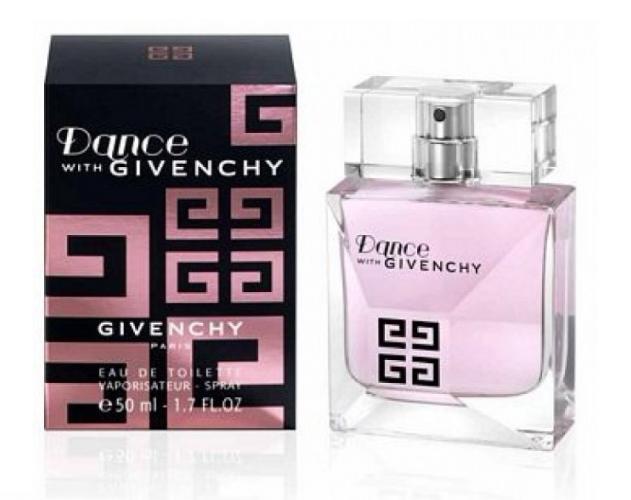 Dance
WITH GIVENCHY
GIVENCHY
PARIS
EAU DE TOILETTE
VAPORISATEUR - SPRAY
e 50 ml - 1.7 FL.OZ
Dance
WITH GIVENCHY